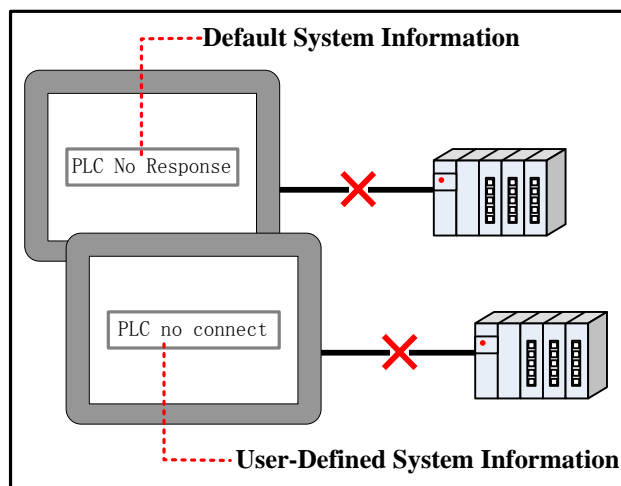 Default System Information
PLC No Response
PLC no connect
User-Defined System Information